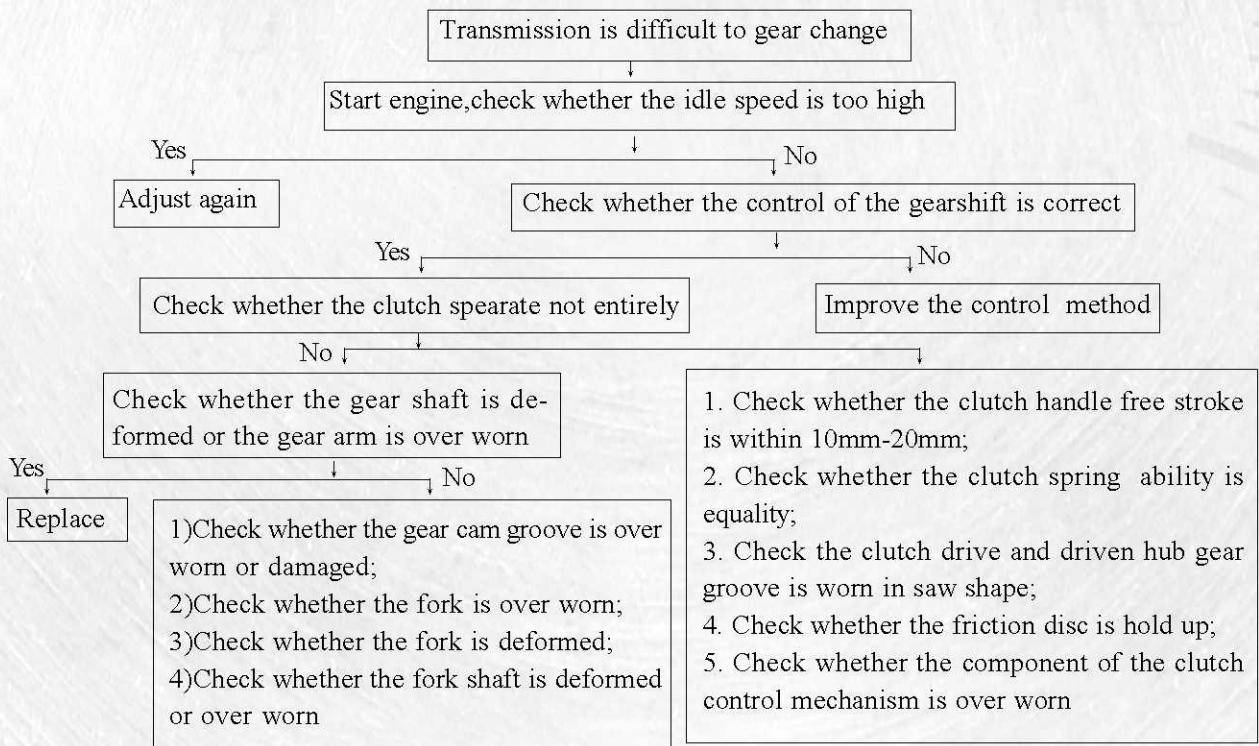 Transmission is difficult to gear change
Start engine,check whether the idle speed is too high
Yes
No
Adjust again
Check whether the control of the gearshift is correct
Yes
No
Check whether the clutch spearate not entirely
Improve the control method
No
Check whether the gear shaft is de-
formed or the gear arm is over worn
1. Check whether the clutch handle free stroke
is within 10mm-20mm;
2. Check whether the clutch spring ability is
equality;
3. Check the clutch drive and driven hub gear
groove is worn in saw shape;
4. Check whether the friction disc is hold up;
5. Check whether the component of the clutch
control mechanism is over worn
Yes
No
Replace
1)Check whether the gear cam groove is over
worn or damaged;
2)Check whether the fork is over worn;
3)Check whether the fork is deformed;
4)Check whether the fork shaft is deformed
or over worn